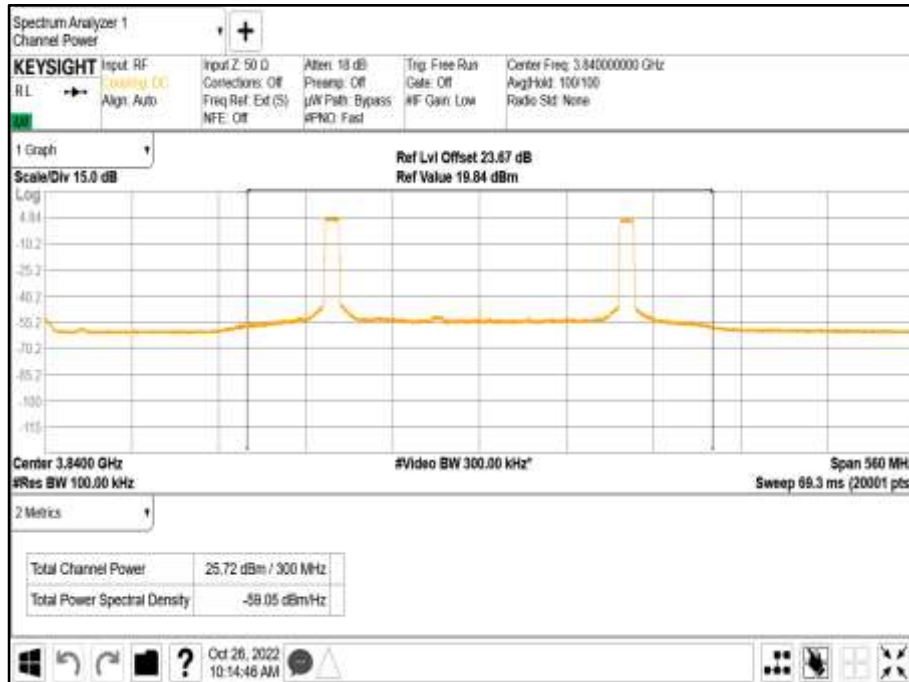 Spectrum Analyzer 1
Channel Power
+
KEYSIGHT
RL
Input: RF
Coupling: DC
Align: Auto
Input Z: 50 Ω
Corrections: Off
Freq Ref: Ext (S)
NFE: Off
Atten: 18 dB
Preamp: Off
µW Path: Bypass
#PNO: Fast
Trig: Free Run
Gate: Off
#IF Gain: Low
Center Freq: 3.840000000 GHz
Avg|Hold: 100/100
Radio Std: None
1 Graph
Scale/Div 15.0 dB
Ref Lvl Offset 23.67 dB
Ref Value 19.84 dBm
Log
4.84
-10.2
-25.2
-40.2
-55.2
-70.2
-85.2
-100
-115
Center 3.8400 GHz
#Res BW 100.00 kHz
#Video BW 300.00 kHz*
Span 560 MHz
Sweep 69.3 ms (20001 pts
2 Metrics
Total Channel Power 25.72 dBm / 300 MHz
Total Power Spectral Density -59.05 dBm/Hz
?
Oct 26, 2022
10:14:46 AM